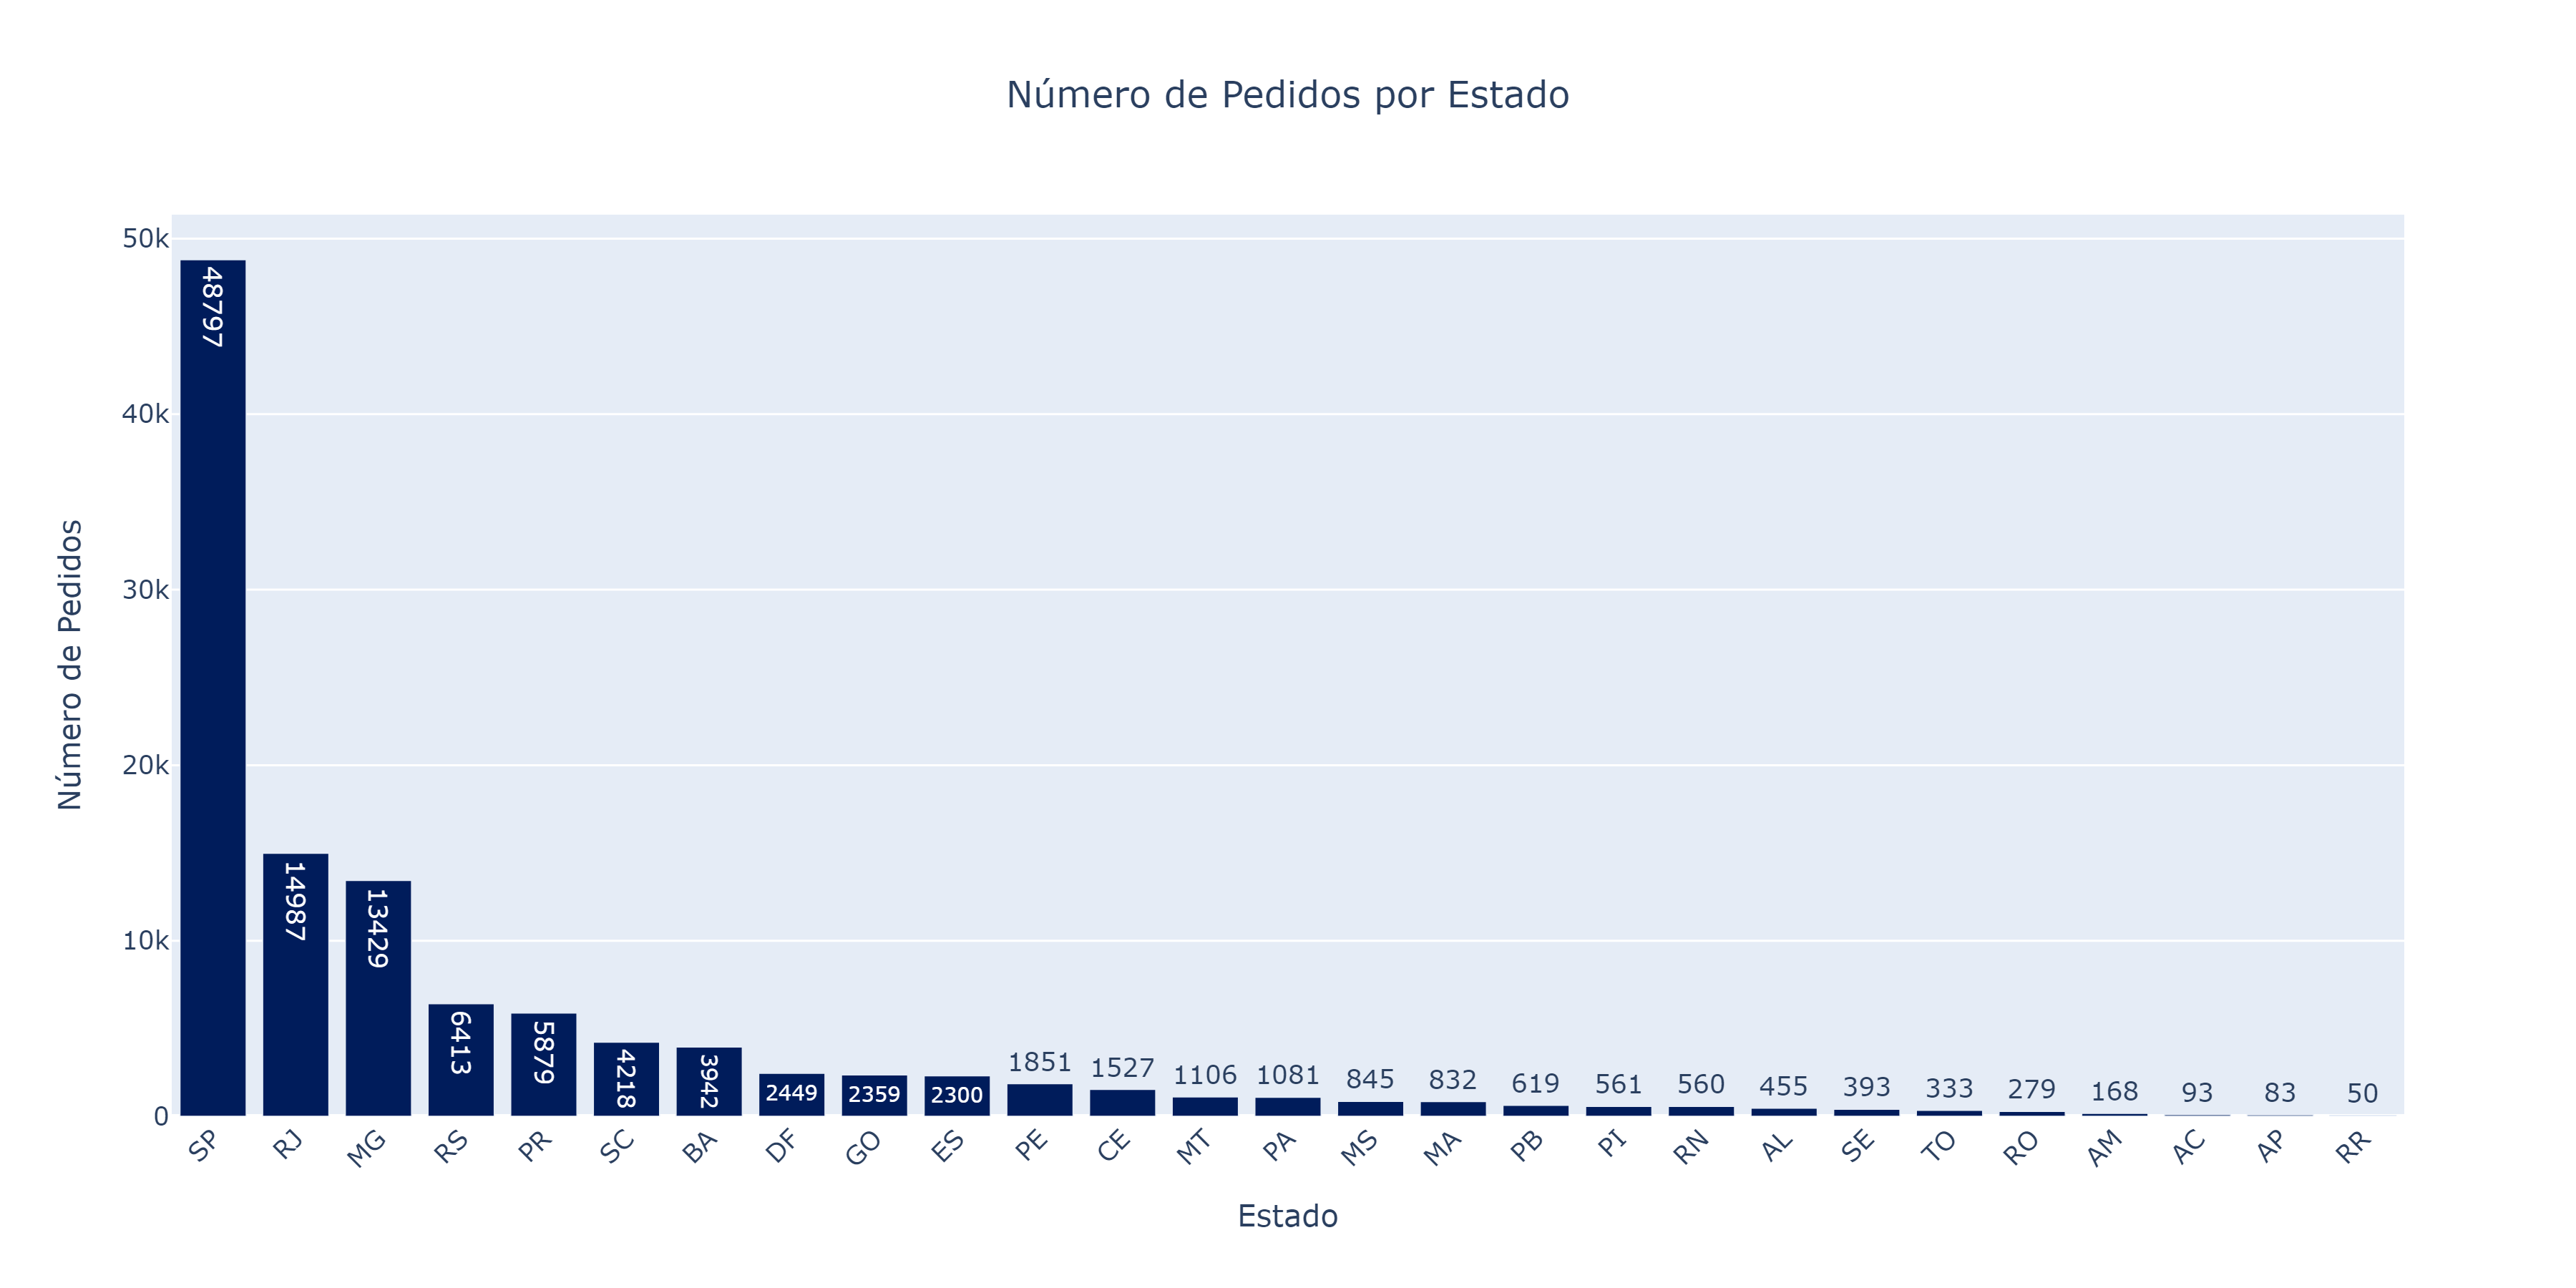 Número de Pedidos por Estado
Número de Pedidos
50k
40k
30k
20k
10k
0
48797
14987
13429
6413
5879
4218
3942
2449
2359
2300
1851
1527
1106
1081
845
832
619
561
560
455
393
333
279
168
93
83
50
SP
RJ
MG
RS
PR
SC
BA
DF
GO
ES
PE
CE
MT
PA
MS
MA
PB
PI
RN
AL
SE
TO
RO
AM
AC
AP
RR
Estado